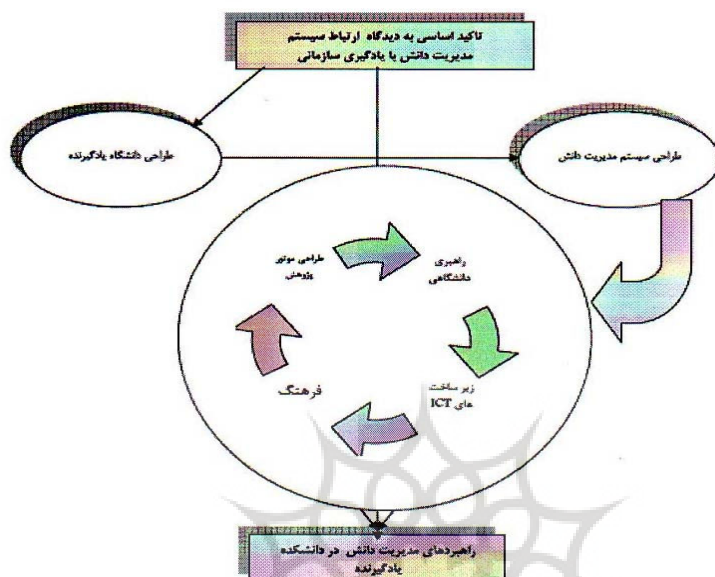 تاکید اساسی به دیدگاه ارتباط سیستم
مدیریت دانش با یادگیری سازمانی
طراحی سیستم مدیریت دانش
طراحی دانشگاه یادگیرنده
راهبری
دانشگاهی
طراحی موتور
پژوهش
زیر ساخت
های ICT
فرهنگ
راهبردهای مدیریت دانش در دانشکده
یادگیرنده